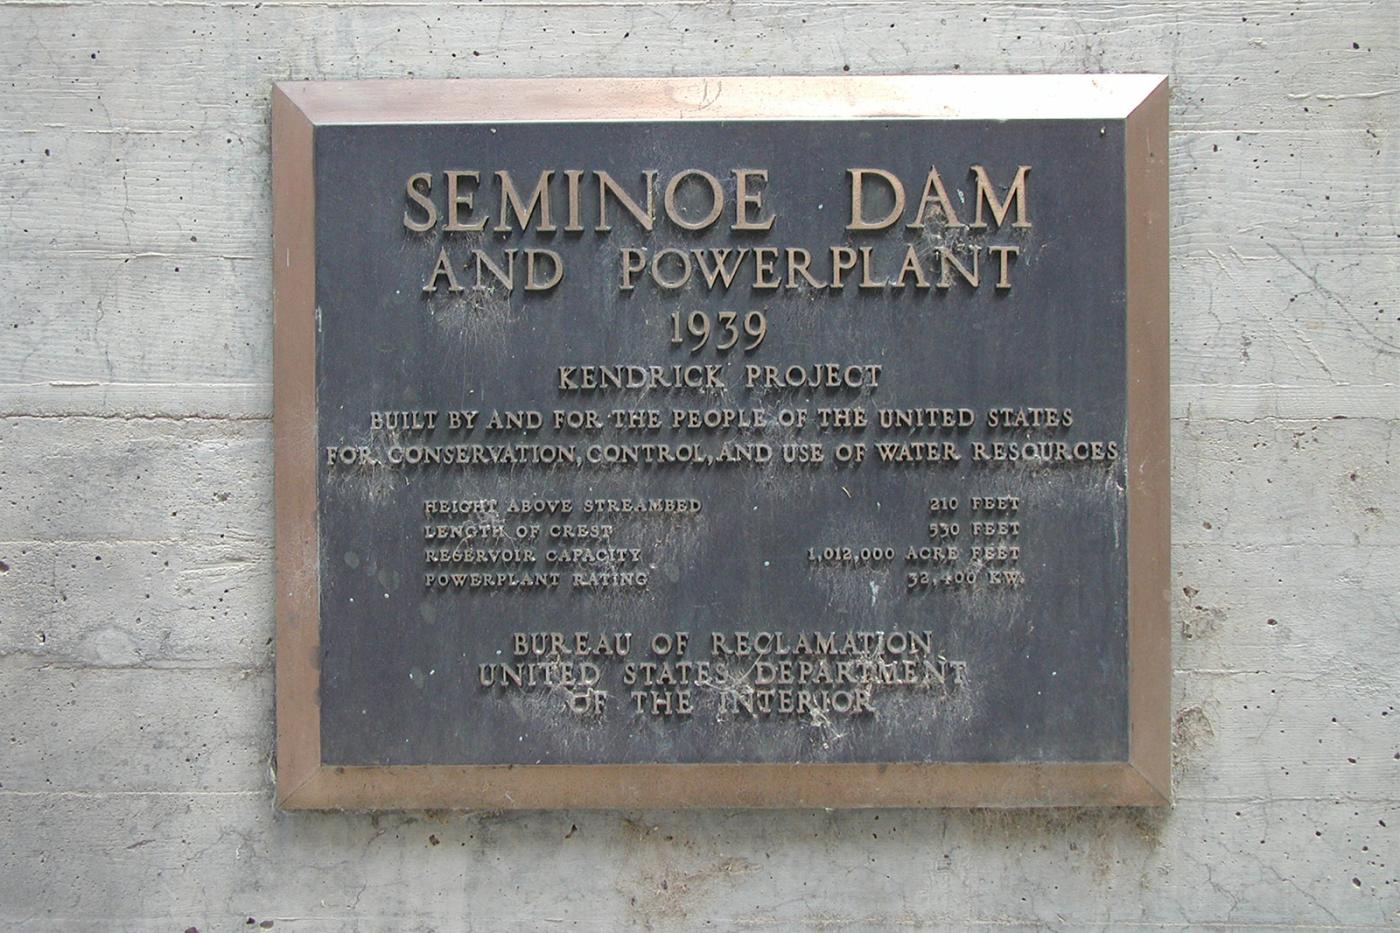 SEMINOE DAM
AND POWERPLANT
1939
KENDRICK PROJECT
BUILT BY AND FOR THE PEOPLE OF THE UNITED STATES
FOR CONSERVATION, CONTROL, AND USE OF WATER RESOURCES
HEIGHT ABOVE STREAMBED 210 FEET
LENGTH OF CREST 530 FEET
RESERVOIR CAPACITY 1,012,000 ACRE FEET
POWERPLANT RATING 32,400 KW.
BUREAU OF RECLAMATION
UNITED STATES DEPARTMENT
OF THE INTERIOR